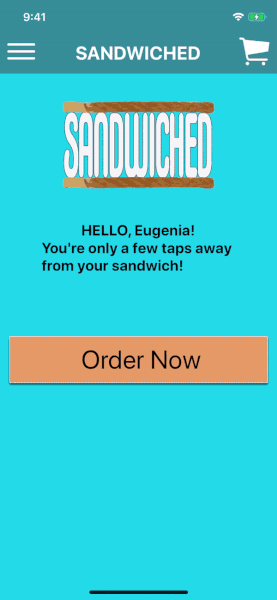 9:41
SANDWICHED
SANDWICHED
HELLO, Eugenia!
You're only a few taps away
from your sandwich!
Order Now